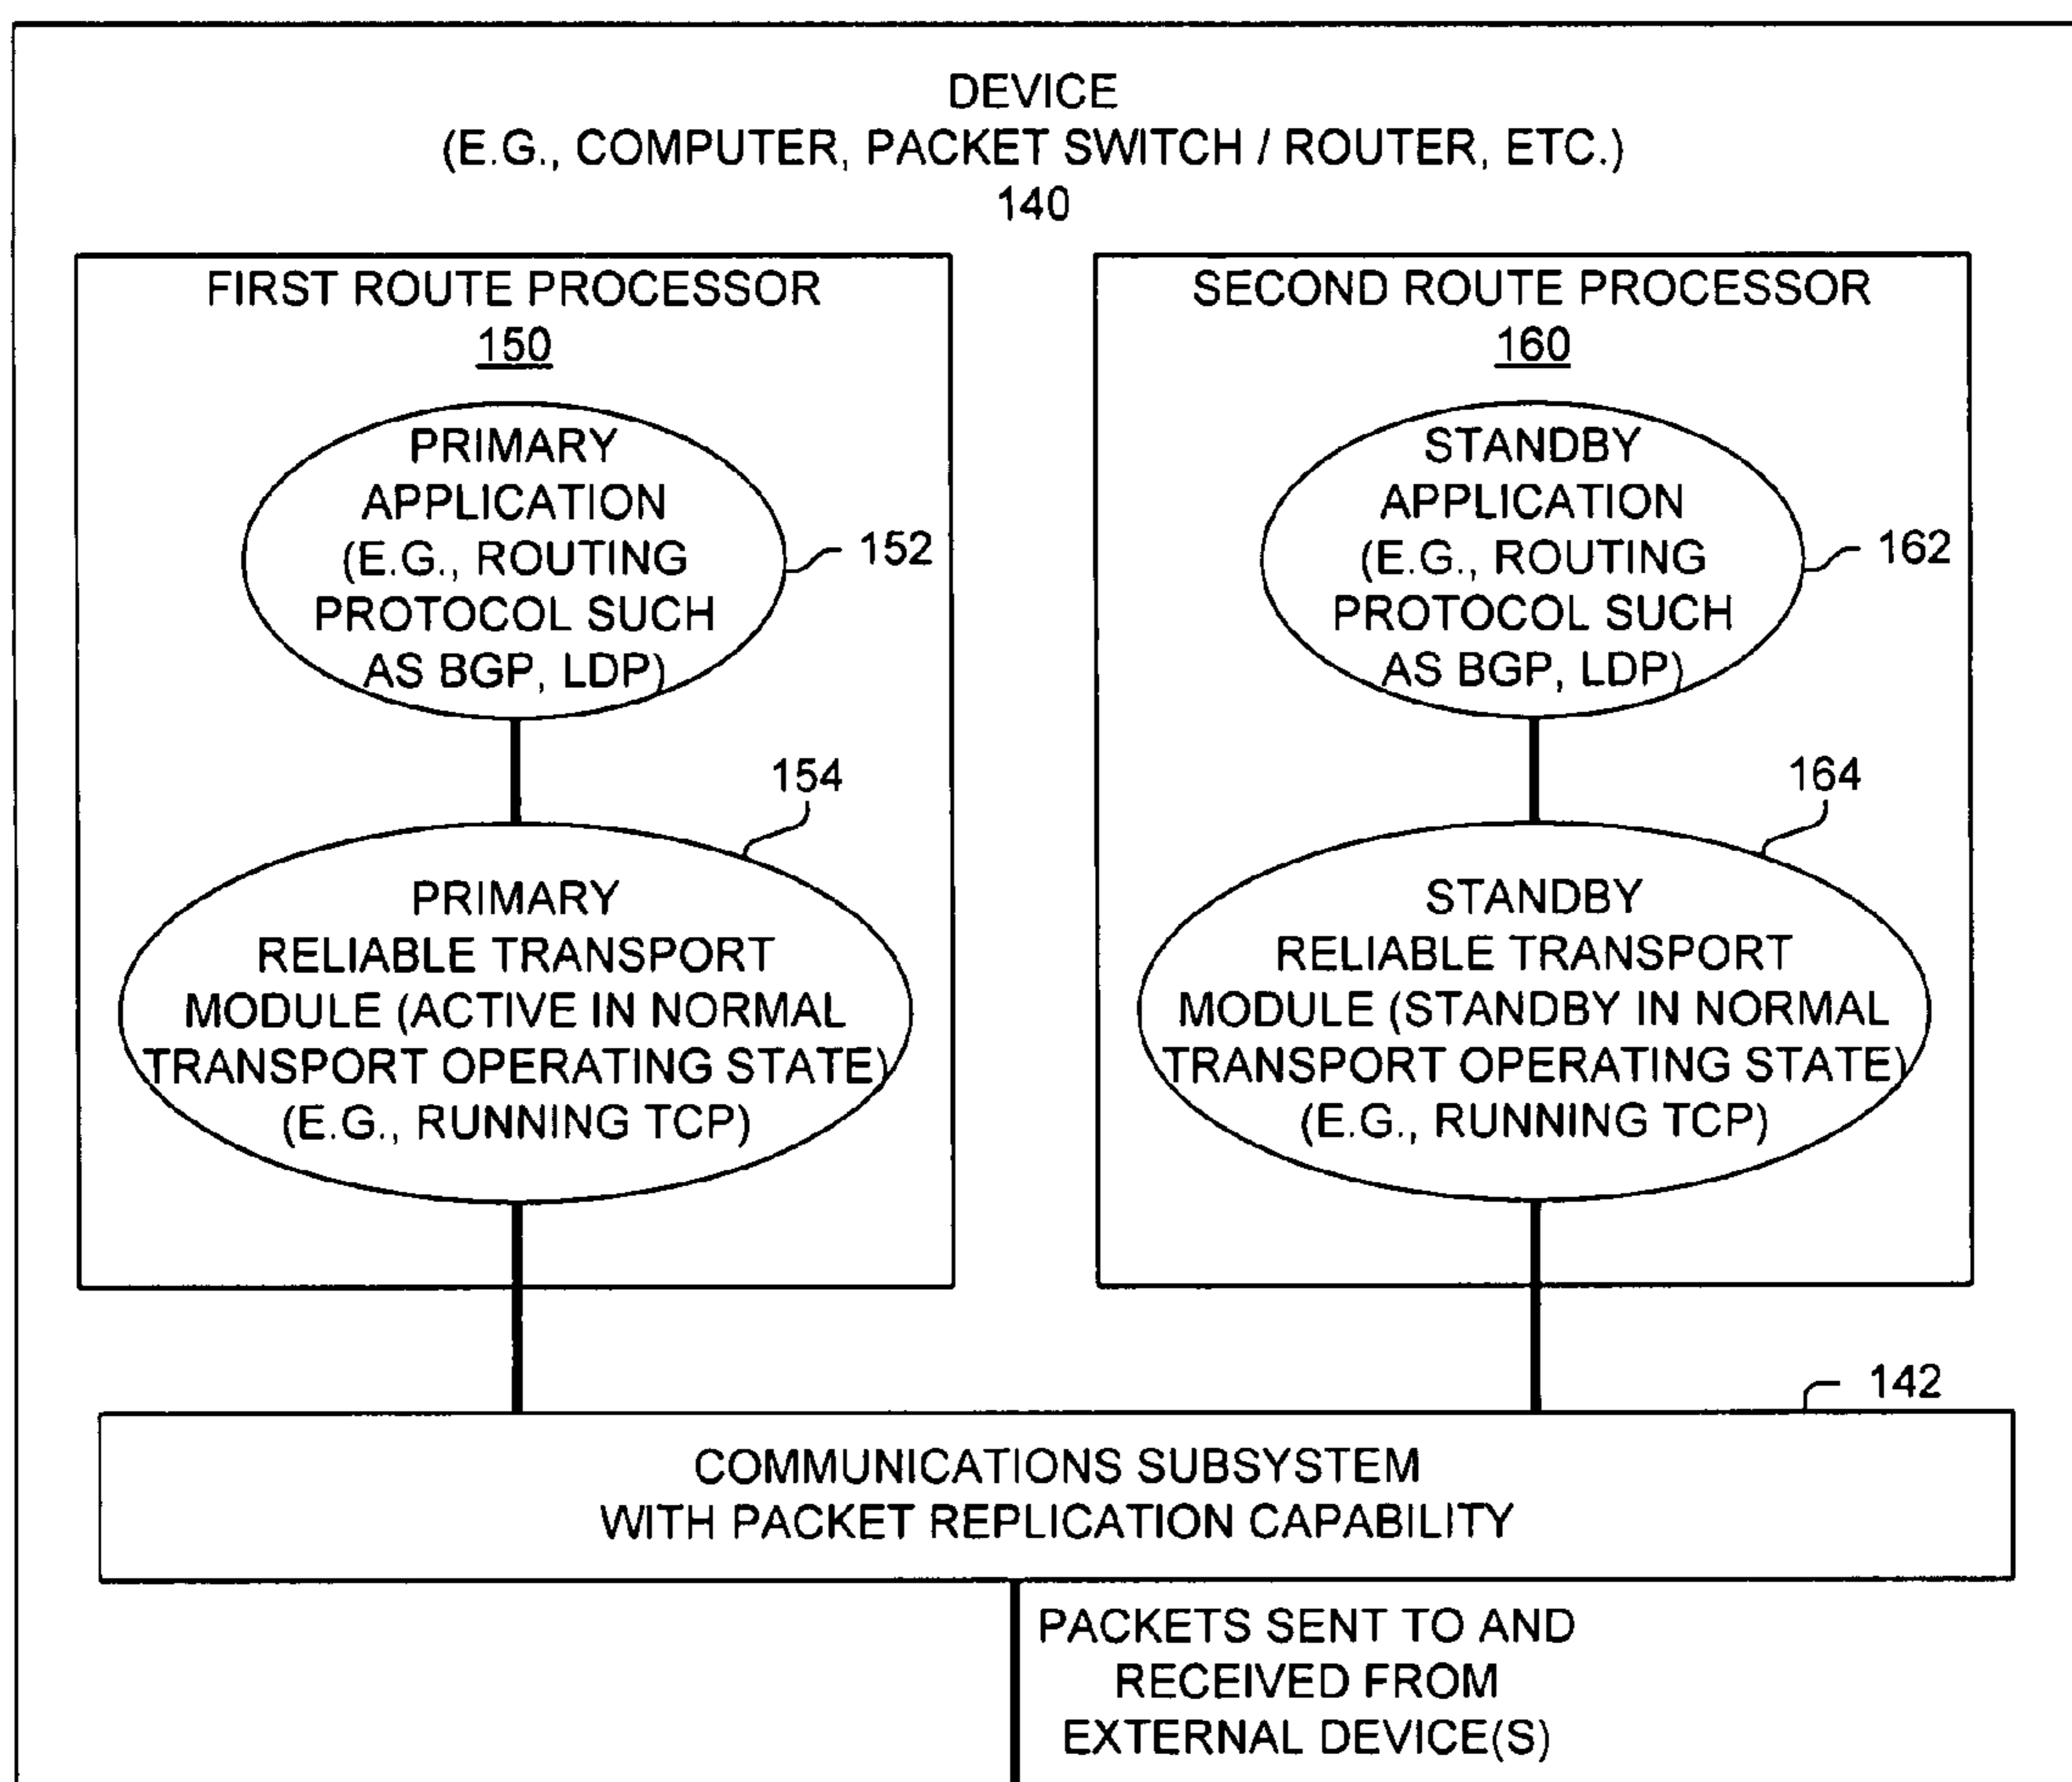 DEVICE
(E.G., COMPUTER, PACKET SWITCH / ROUTER, ETC.)
140
FIRST ROUTE PROCESSOR
150
PRIMARY
APPLICATION
(E.G., ROUTING
PROTOCOL SUCH
AS BGP, LDP)
152
154
PRIMARY
RELIABLE TRANSPORT
MODULE (ACTIVE IN NORMAL
TRANSPORT OPERATING STATE)
(E.G., RUNNING TCP)
SECOND ROUTE PROCESSOR
160
STANDBY
APPLICATION
(E.G., ROUTING
PROTOCOL SUCH
AS BGP, LDP)
162
164
STANDBY
RELIABLE TRANSPORT
MODULE (STANDBY IN NORMAL
TRANSPORT OPERATING STATE)
(E.G., RUNNING TCP)
142
COMMUNICATIONS SUBSYSTEM
WITH PACKET REPLICATION CAPABILITY
PACKETS SENT TO AND
RECEIVED FROM
EXTERNAL DEVICE(S)